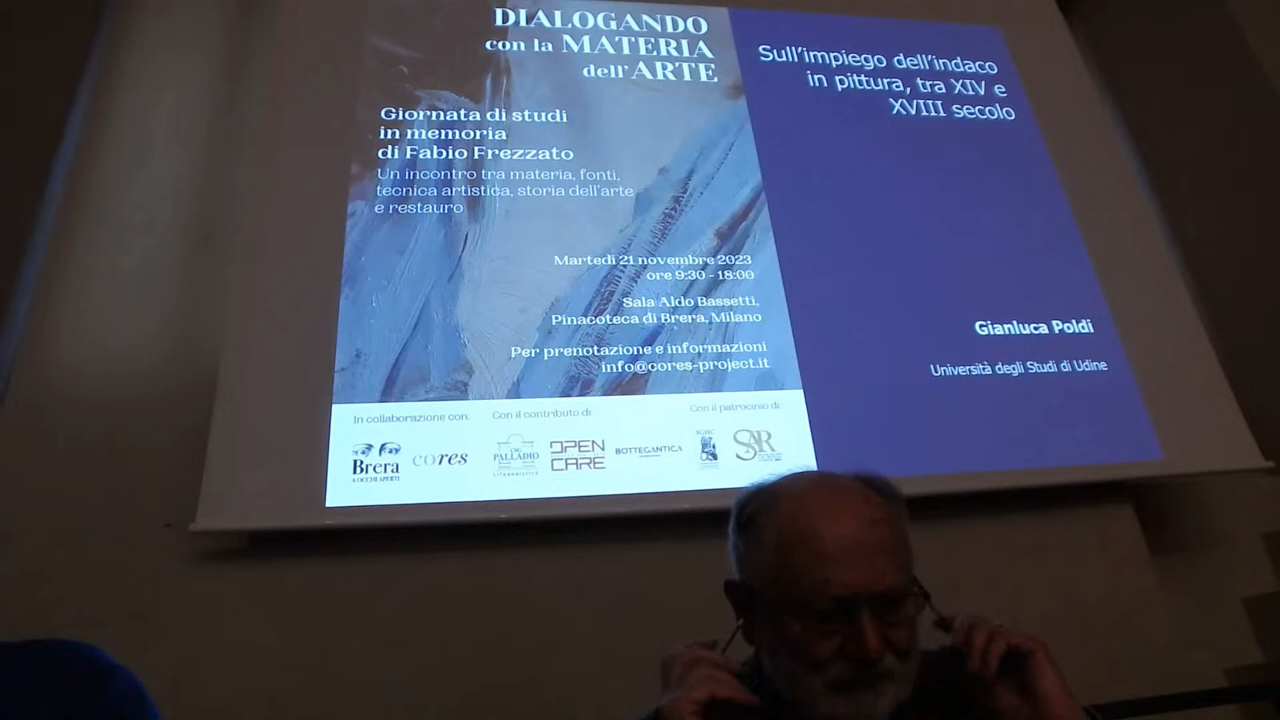 DIALOGANDO
con la MATERIA
dell'ARTE
Giornata di studi
in memoria
di Fabio Frezzato
Un incontro tra materia, fonti,
tecnica artistica, storia dell'arte
e restauro
Martedì 21 novembre 2023
ore 9:30 - 18:00
Sala Aldo Bassetti,
Pinacoteca di Brera, Milano
Per prenotazione e informazioni
info@cores-project.it
In collaborazione con:
Con il contributo di:
Con il patrocinio di:
Brera
A OCCHI APERTI
cores
PALLADIO
OPEN
CARE
BOTTEGANTICA
IGIIC
SAR
Sull'impiego dell'indaco
in pittura, tra XIV e
XVIII secolo
Gianluca Poldi
Università degli Studi di Udine